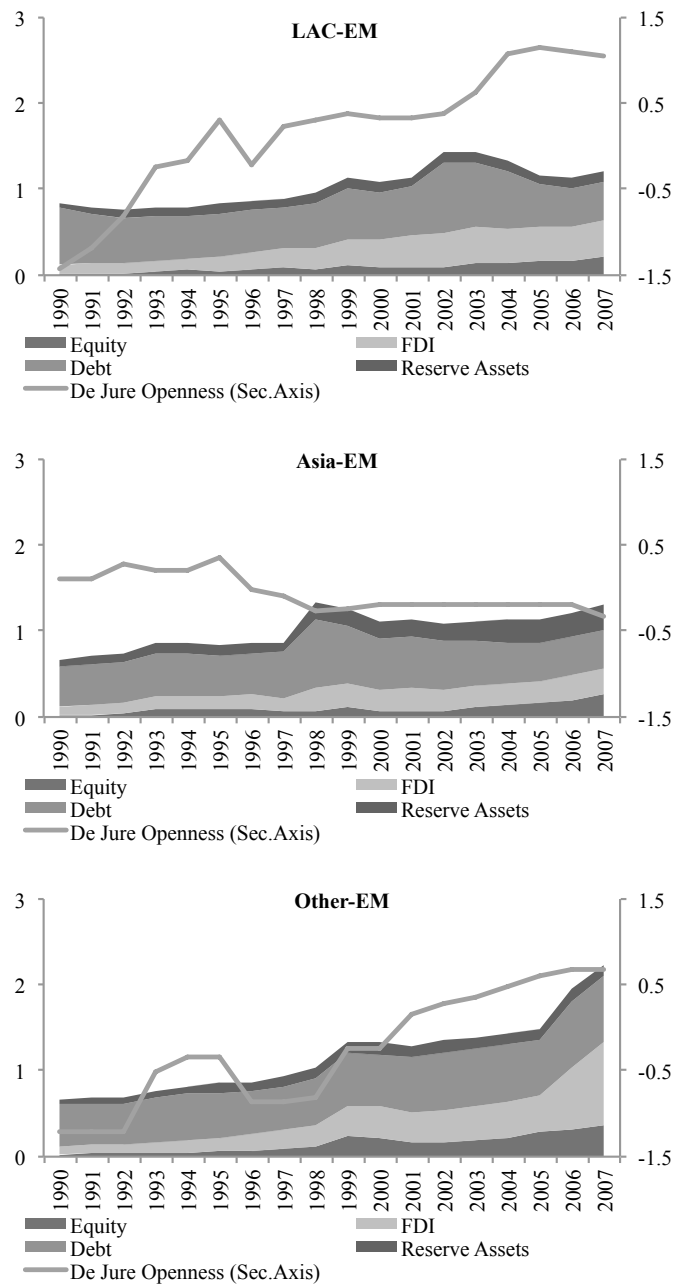 LAC-EM
3 1.5
2 0.5
1 -0.5
0 -1.5
1990 1991 1992 1993 1994 1995 1996 1997 1998 1999 2000 2001 2002 2003 2004 2005 2006 2007
Equity FDI
Debt Reserve Assets
De Jure Openness (Sec.Axis)
Asia-EM
3 1.5
2 0.5
1 -0.5
0 -1.5
1990 1991 1992 1993 1994 1995 1996 1997 1998 1999 2000 2001 2002 2003 2004 2005 2006 2007
Equity FDI
Debt Reserve Assets
De Jure Openness (Sec.Axis)
Other-EM
3 1.5
2 0.5
1 -0.5
0 -1.5
1990 1991 1992 1993 1994 1995 1996 1997 1998 1999 2000 2001 2002 2003 2004 2005 2006 2007
Equity FDI
Debt Reserve Assets
De Jure Openness (Sec.Axis)